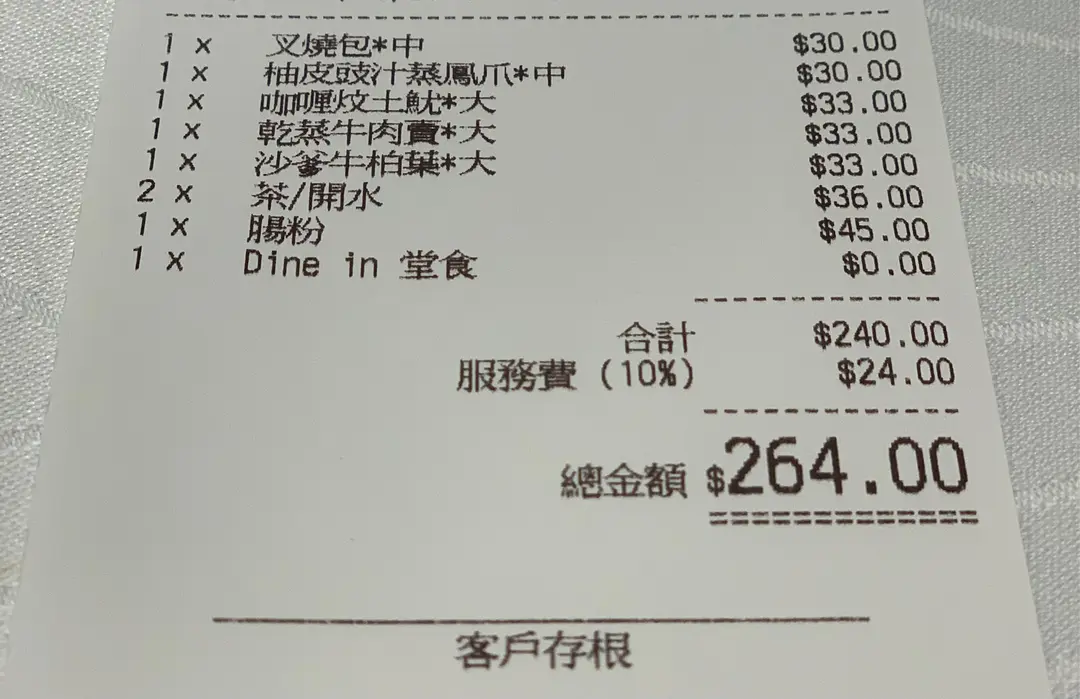 1 x 叉燒包*中 $30.00
1 x 柚皮豉汁蒸鳳爪*中 $30.00
1 x 咖喱炆土魷*大 $33.00
1 x 乾蒸牛肉賣*大 $33.00
1 x 沙爹牛柏葉*大 $33.00
2 x 茶/開水 $36.00
1 x 腸粉 $45.00
1 x Dine in 堂食 $0.00
合計 $240.00
服務費 (10%) $24.00
總金額 $264.00
客戶存根